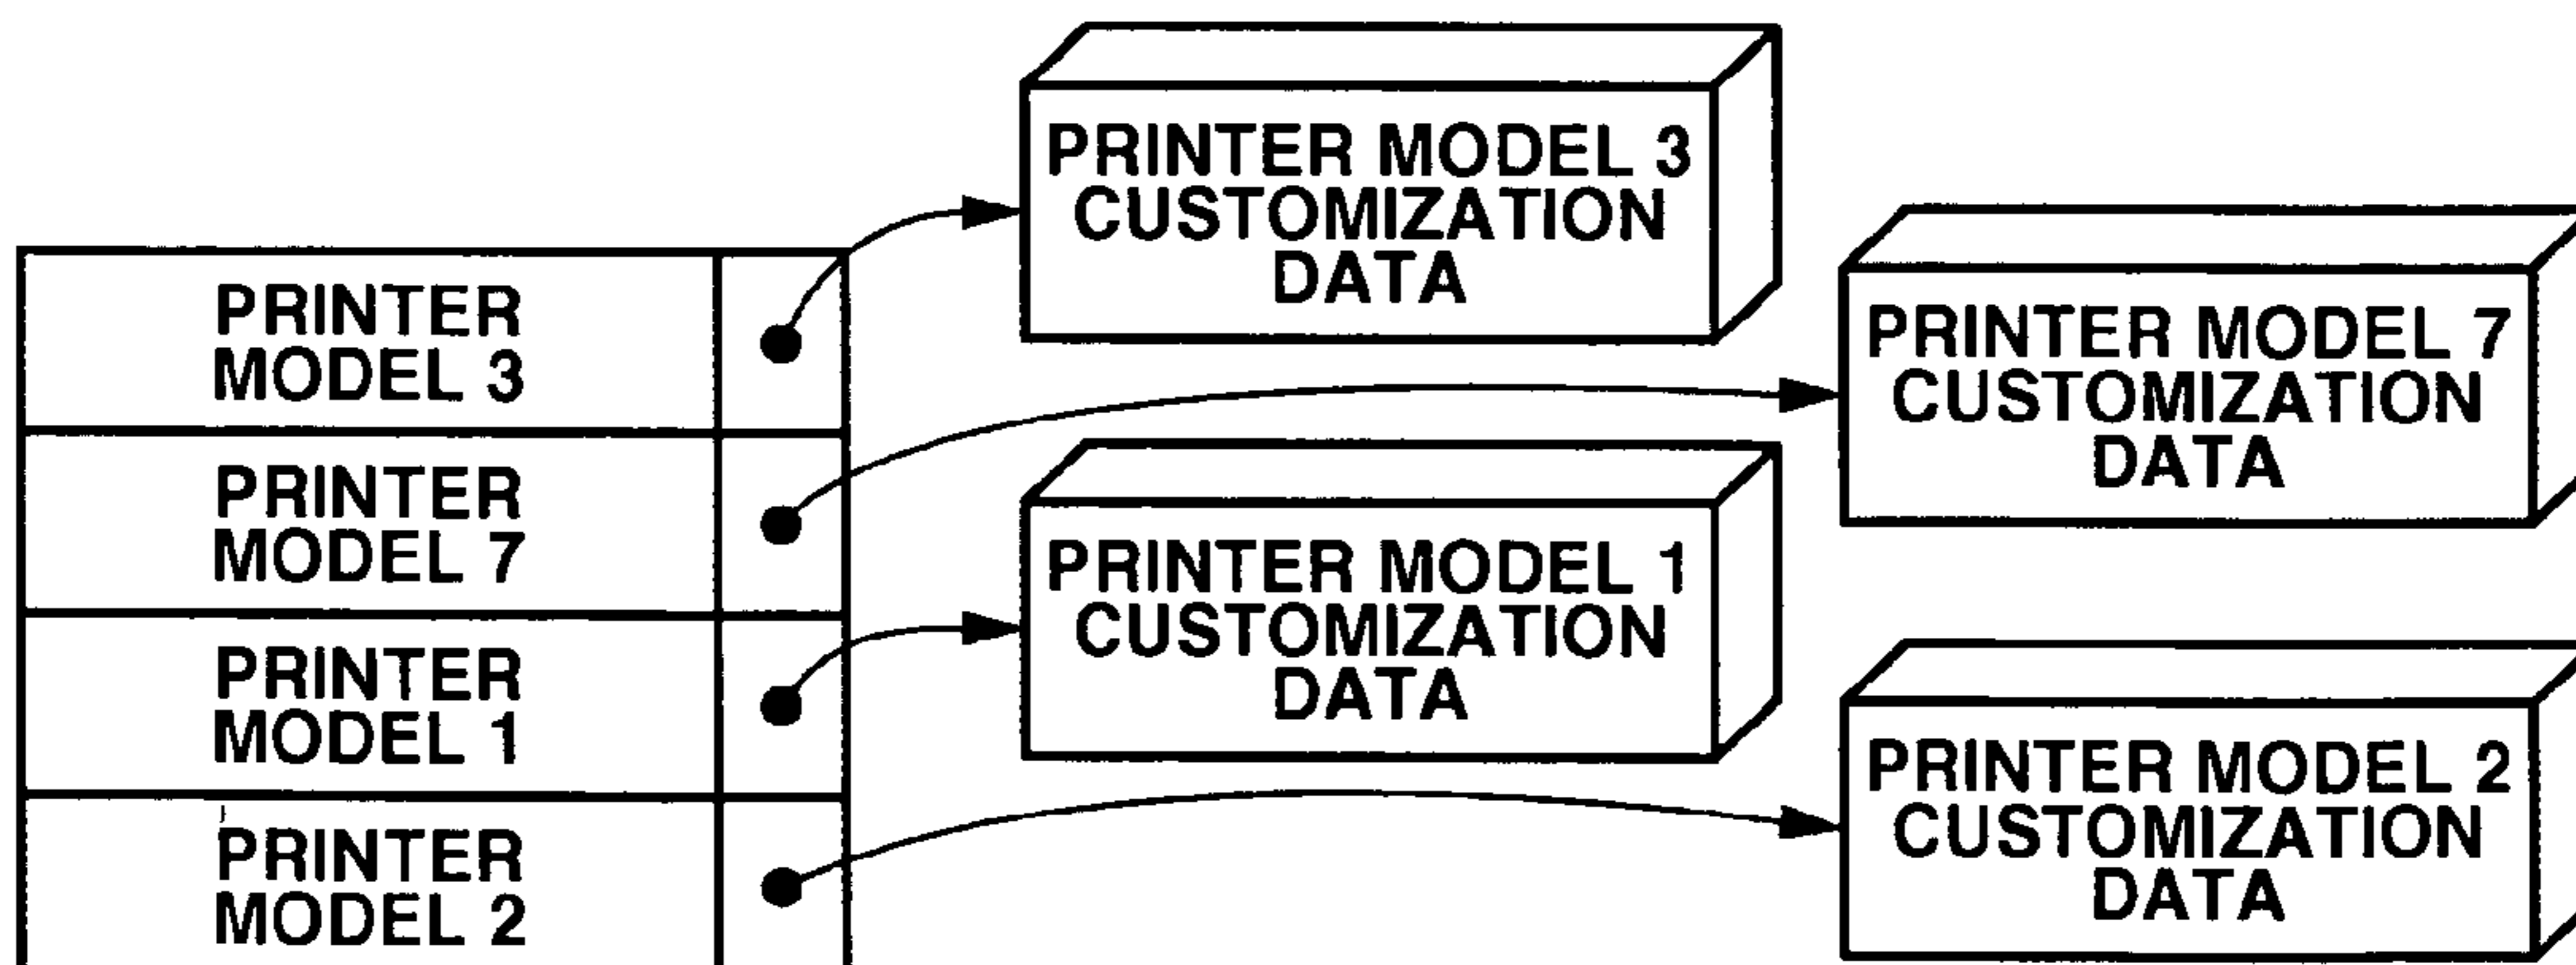 PRINTER
MODEL 3
PRINTER
MODEL 7
PRINTER
MODEL 1
PRINTER
MODEL 2
PRINTER MODEL 3
CUSTOMIZATION
DATA
PRINTER MODEL 7
CUSTOMIZATION
DATA
PRINTER MODEL 1
CUSTOMIZATION
DATA
PRINTER MODEL 2
CUSTOMIZATION
DATA